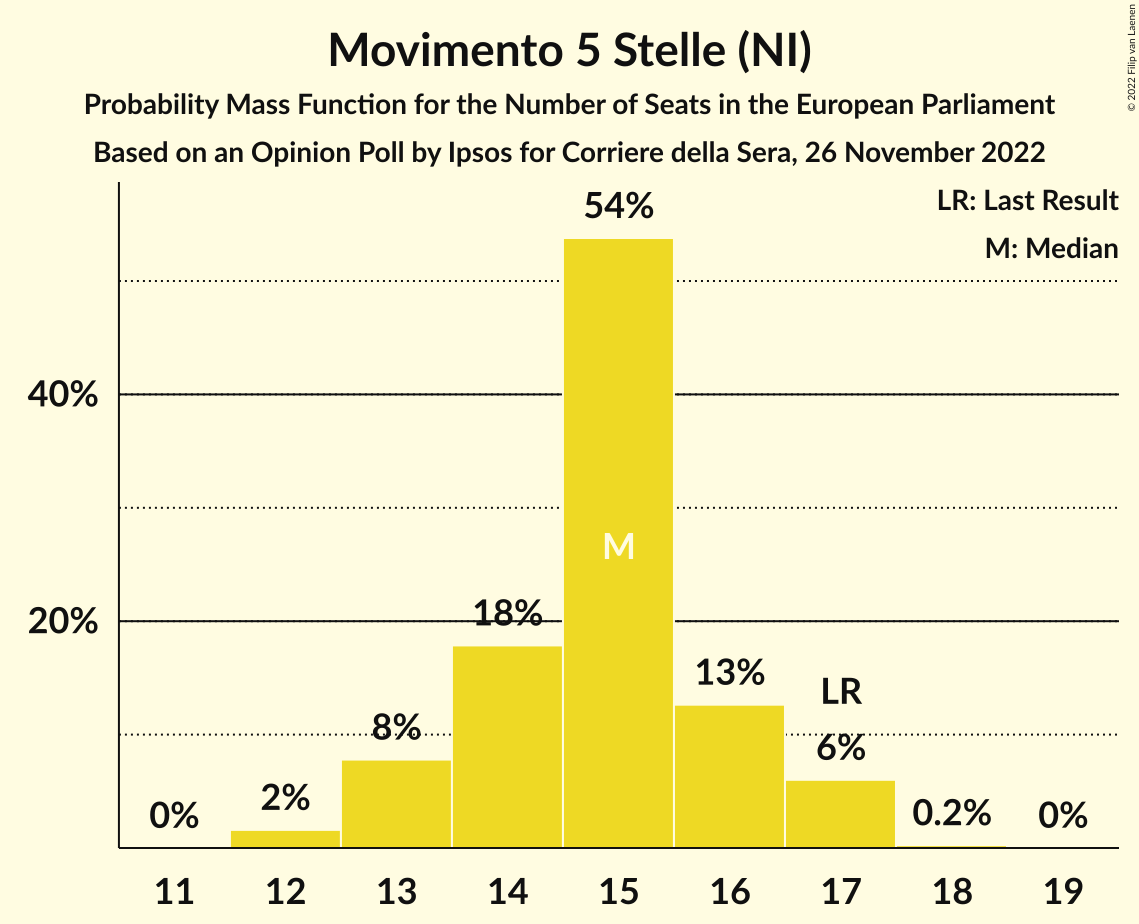 Movimento 5 Stelle (NI)
Probability Mass Function for the Number of Seats in the European Parliament
Based on an Opinion Poll by Ipsos for Corriere della Sera, 26 November 2022
© 2022 Filip van Laenen
LR: Last Result
M: Median
54%
40%
M
20%
18%
13%
LR
8%
6%
2%
0%
0.2%
0%
11 12 13 14 15 16 17 18 19